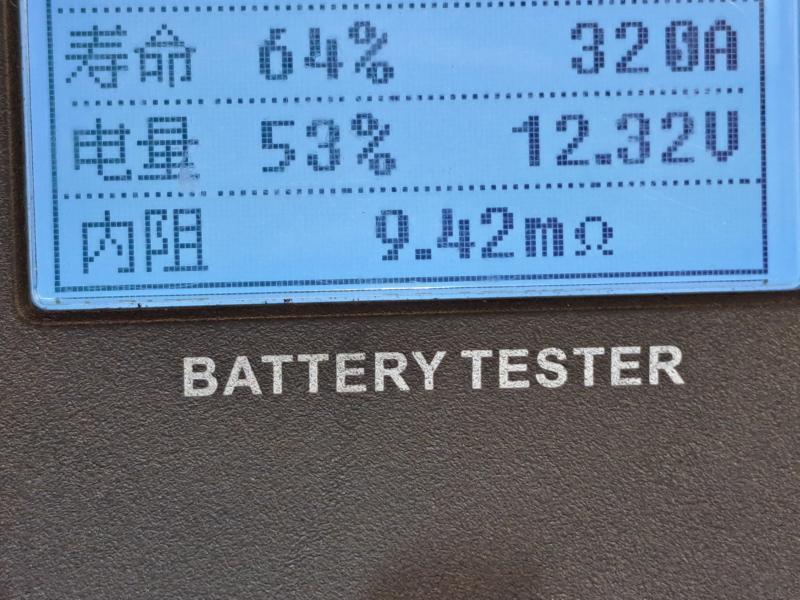 寿命 64% 320A
电量 53% 12.32V
内阻 9.42mΩ
BATTERY TESTER